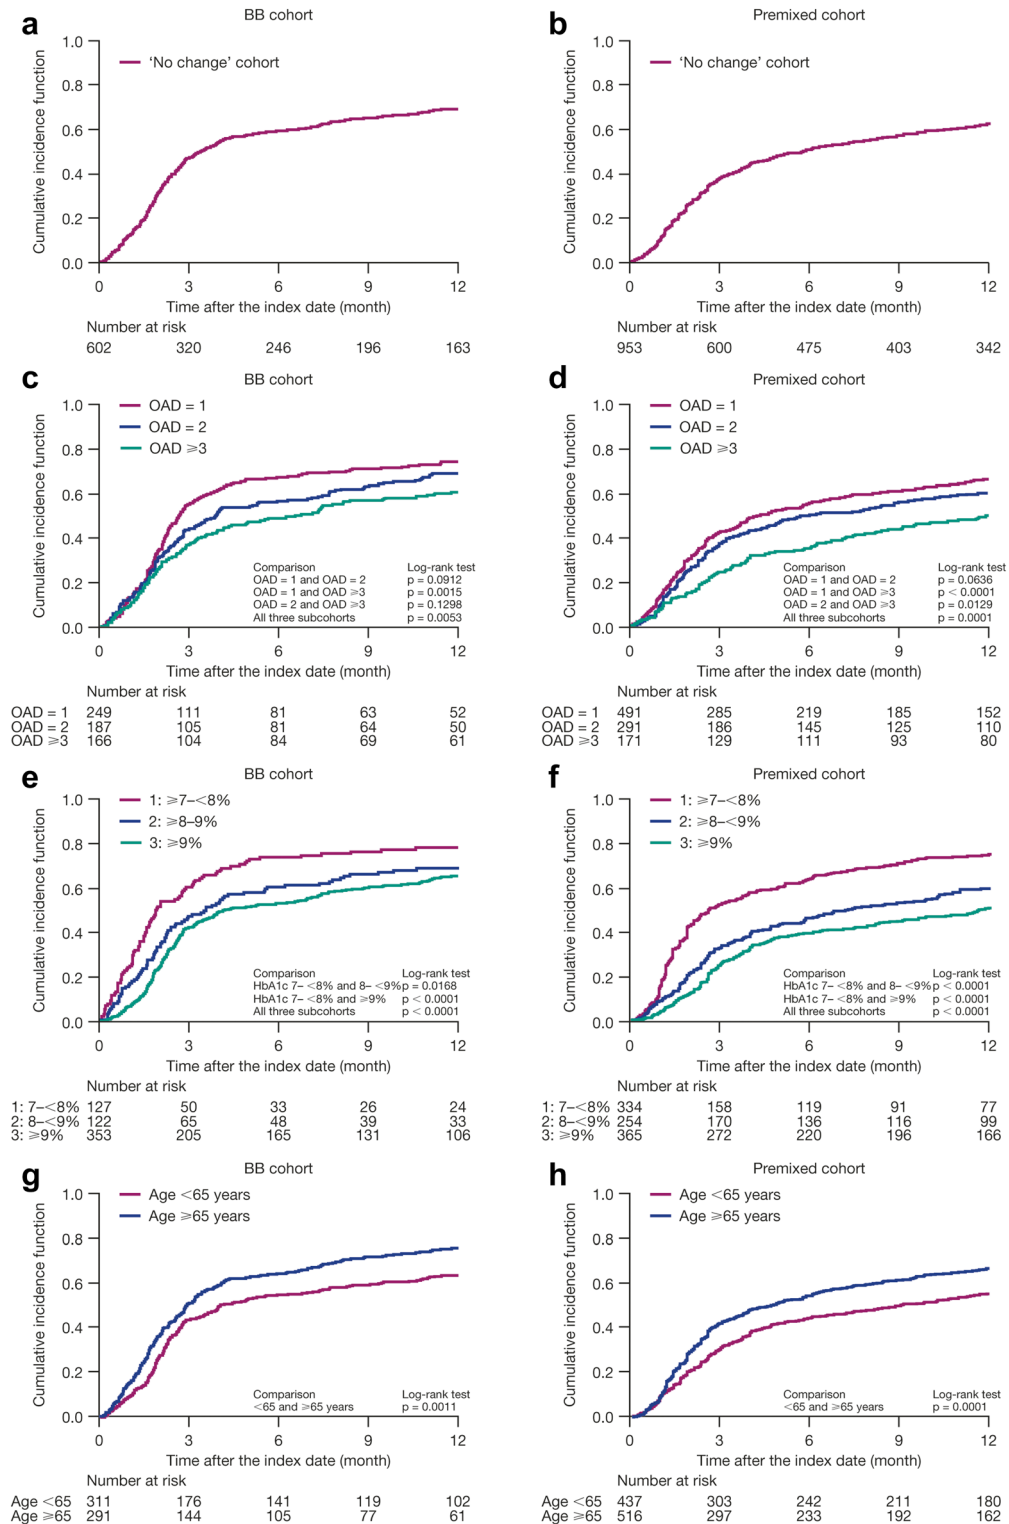 a
BB cohort
Cumulative incidence function
1.0
0.8
0.6
0.4
0.2
0.0
'No change' cohort
0 3 6 9 12
Time after the index date (month)
Number at risk
602 320 246 196 163
b
Premixed cohort
Cumulative incidence function
1.0
0.8
0.6
0.4
0.2
0.0
'No change' cohort
0 3 6 9 12
Time after the index date (month)
Number at risk
953 600 475 403 342
c
BB cohort
Cumulative incidence function
1.0
0.8
0.6
0.4
0.2
0.0
OAD = 1
OAD = 2
OAD ⩾3
Comparison Log-rank test
OAD = 1 and OAD = 2 p = 0.0912
OAD = 1 and OAD ⩾3 p = 0.0015
OAD = 2 and OAD ⩾3 p = 0.1298
All three subcohorts p = 0.0053
0 3 6 9 12
Time after the index date (month)
Number at risk
OAD = 1 249 111 81 63 52
OAD = 2 187 105 81 64 50
OAD ⩾3 166 104 84 69 61
d
Premixed cohort
Cumulative incidence function
1.0
0.8
0.6
0.4
0.2
0.0
OAD = 1
OAD = 2
OAD ⩾3
Comparison Log-rank test
OAD = 1 and OAD = 2 p = 0.0636
OAD = 1 and OAD ⩾3 p < 0.0001
OAD = 2 and OAD ⩾3 p = 0.0129
All three subcohorts p = 0.0001
0 3 6 9 12
Time after the index date (month)
Number at risk
OAD = 1 491 285 219 185 152
OAD = 2 291 186 145 125 110
OAD ⩾3 171 129 111 93 80
e
BB cohort
Cumulative incidence function
1.0
0.8
0.6
0.4
0.2
0.0
1: ⩾7–<8%
2: ⩾8–9%
3: ⩾9%
Comparison Log-rank test
HbA1c 7– <8% and 8– <9% p = 0.0168
HbA1c 7– <8% and ⩾9% p < 0.0001
All three subcohorts p < 0.0001
0 3 6 9 12
Time after the index date (month)
Number at risk
1: 7–<8% 127 50 33 26 24
2: 8–<9% 122 65 48 39 33
3: ⩾9% 353 205 165 131 106
f
Premixed cohort
Cumulative incidence function
1.0
0.8
0.6
0.4
0.2
0.0
1: ⩾7–<8%
2: ⩾8–<9%
3: ⩾9%
Comparison Log-rank test
HbA1c 7– <8% and 8– <9% p < 0.0001
HbA1c 7– <8% and ⩾9% p < 0.0001
All three subcohorts p < 0.0001
0 3 6 9 12
Time after the index date (month)
Number at risk
1: 7–<8% 334 158 119 91 77
2: 8–<9% 254 170 136 116 99
3: ⩾9% 365 272 220 196 166
g
BB cohort
Cumulative incidence function
1.0
0.8
0.6
0.4
0.2
0.0
Age <65 years
Age ⩾65 years
Comparison Log-rank test
<65 and ⩾65 years p = 0.0011
0 3 6 9 12
Time after the index date (month)
Number at risk
Age <65 311 176 141 119 102
Age ⩾65 291 144 105 77 61
h
Premixed cohort
Cumulative incidence function
1.0
0.8
0.6
0.4
0.2
0.0
Age <65 years
Age ⩾65 years
Comparison Log-rank test
<65 and ⩾65 years p = 0.0001
0 3 6 9 12
Time after the index date (month)
Number at risk
Age <65 437 303 242 211 180
Age ⩾65 516 297 233 192 162